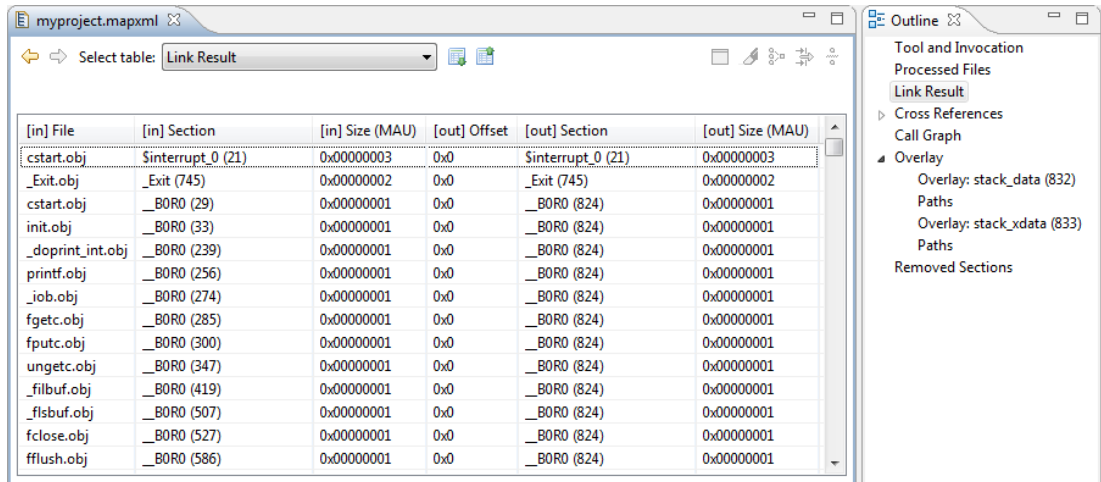 myproject.mapxml
Select table: Link Result
[in] File [in] Section [in] Size (MAU) [out] Offset [out] Section [out] Size (MAU)
cstart.obj $interrupt_0 (21) 0x00000003 0x0 $interrupt_0 (21) 0x00000003
_Exit.obj _Exit (745) 0x00000002 0x0 _Exit (745) 0x00000002
cstart.obj __B0R0 (29) 0x00000001 0x0 __B0R0 (824) 0x00000001
init.obj __B0R0 (33) 0x00000001 0x0 __B0R0 (824) 0x00000001
_doprint_int.obj __B0R0 (239) 0x00000001 0x0 __B0R0 (824) 0x00000001
printf.obj __B0R0 (256) 0x00000001 0x0 __B0R0 (824) 0x00000001
_iob.obj __B0R0 (274) 0x00000001 0x0 __B0R0 (824) 0x00000001
fgetc.obj __B0R0 (285) 0x00000001 0x0 __B0R0 (824) 0x00000001
fputc.obj __B0R0 (300) 0x00000001 0x0 __B0R0 (824) 0x00000001
ungetc.obj __B0R0 (347) 0x00000001 0x0 __B0R0 (824) 0x00000001
_filbuf.obj __B0R0 (419) 0x00000001 0x0 __B0R0 (824) 0x00000001
_flsbuf.obj __B0R0 (507) 0x00000001 0x0 __B0R0 (824) 0x00000001
fclose.obj __B0R0 (527) 0x00000001 0x0 __B0R0 (824) 0x00000001
fflush.obj __B0R0 (586) 0x00000001 0x0 __B0R0 (824) 0x00000001
Outline
Tool and Invocation
Processed Files
Link Result
Cross References
Call Graph
Overlay
Overlay: stack_data (832)
Paths
Overlay: stack_xdata (833)
Paths
Removed Sections